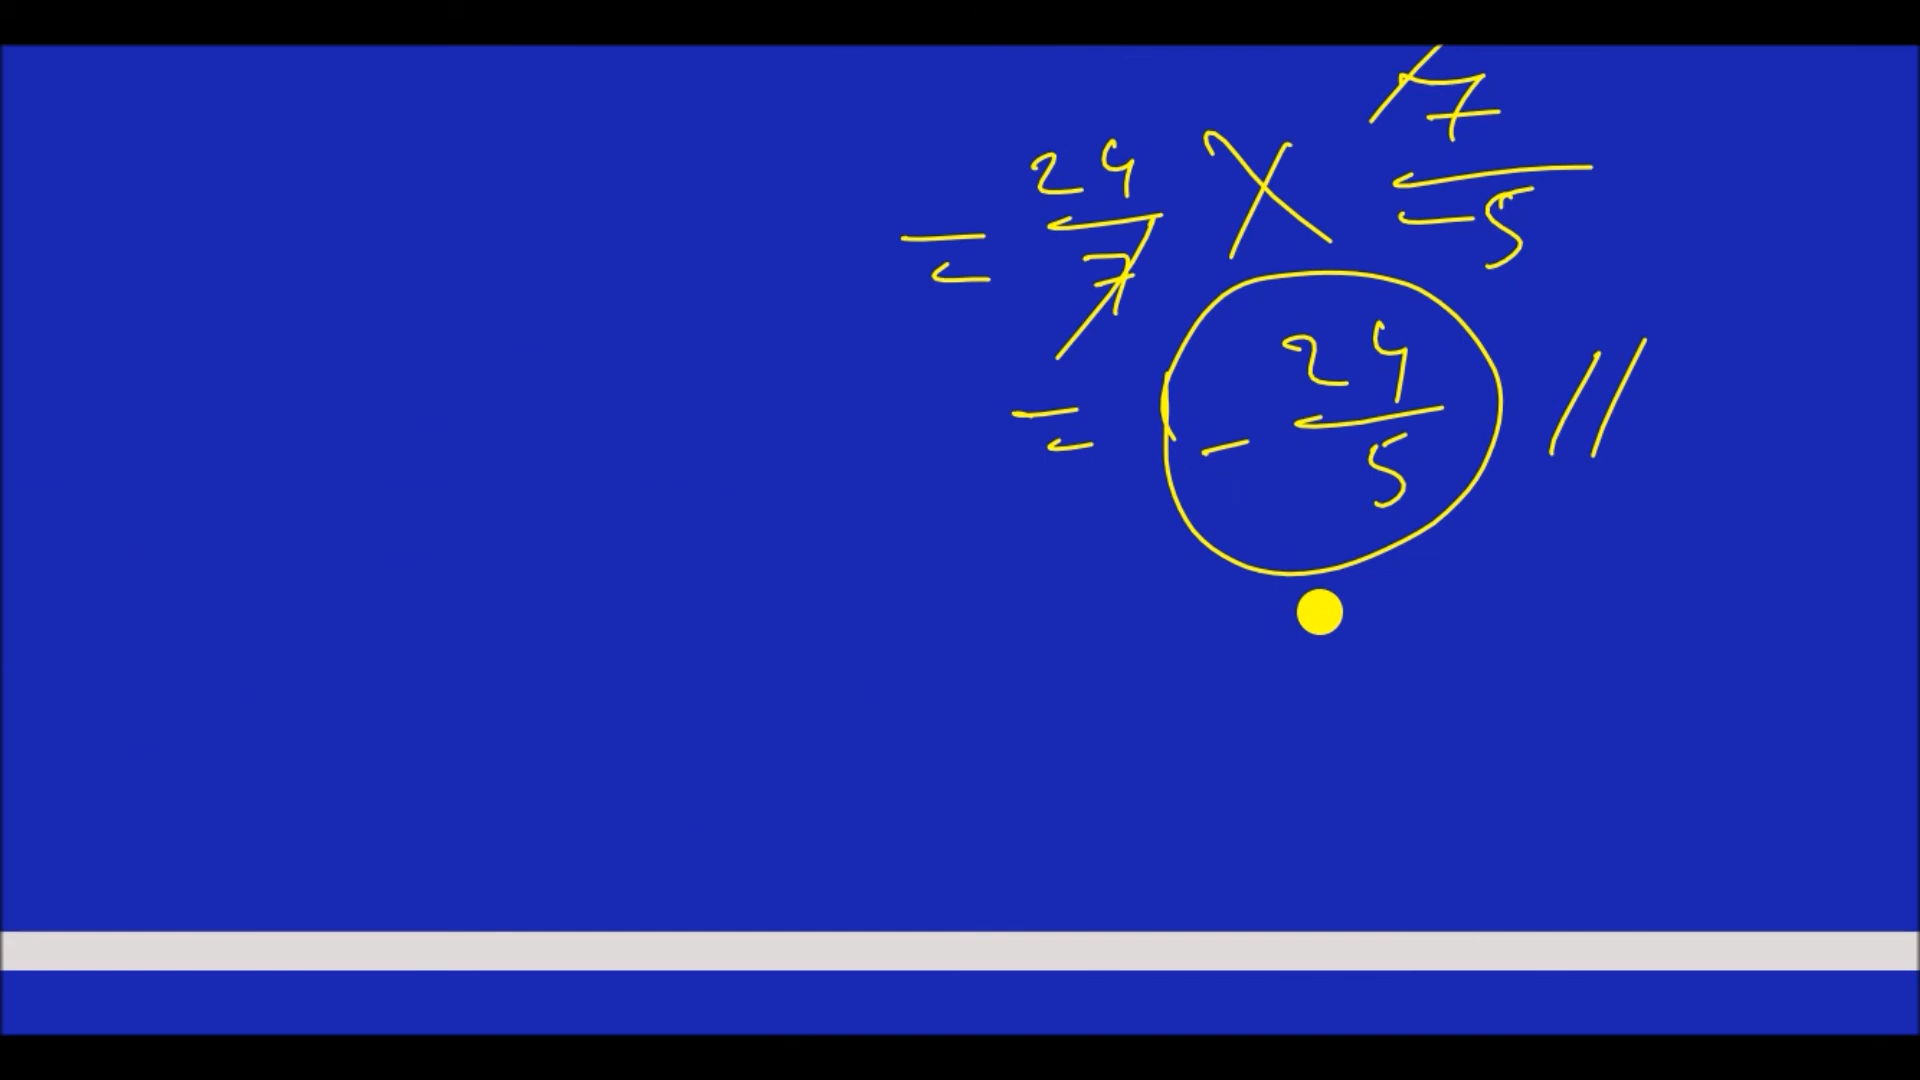 = 24/7 × 7/-5
= - 24/5 //